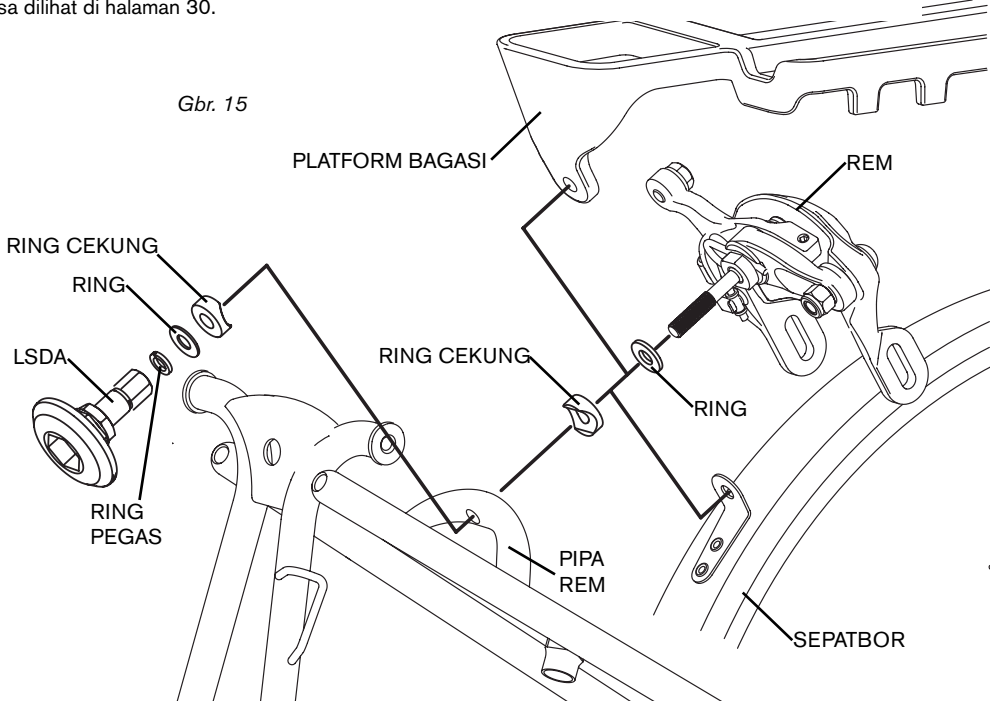 sa dilihat di halaman 30.
Gbr. 15
PLATFORM BAGASI
REM
RING CEKUNG
RING
LSDA
RING CEKUNG
RING
RING
PEGAS
PIPA
REM
SEPATBOR